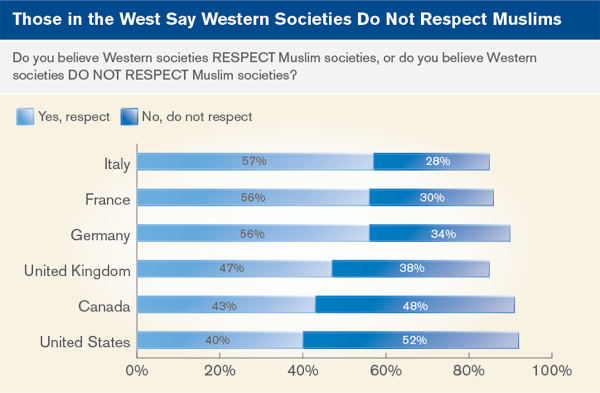 Those in the West Say Western Societies Do Not Respect Muslims
Do you believe Western societies RESPECT Muslim societies, or do you believe Western
societies DO NOT RESPECT Muslim societies?
Yes, respect No, do not respect
Italy 57% 28%
France 56% 30%
Germany 56% 34%
United Kingdom 47% 38%
Canada 43% 48%
United States 40% 52%
0% 20% 40% 60% 80% 100%